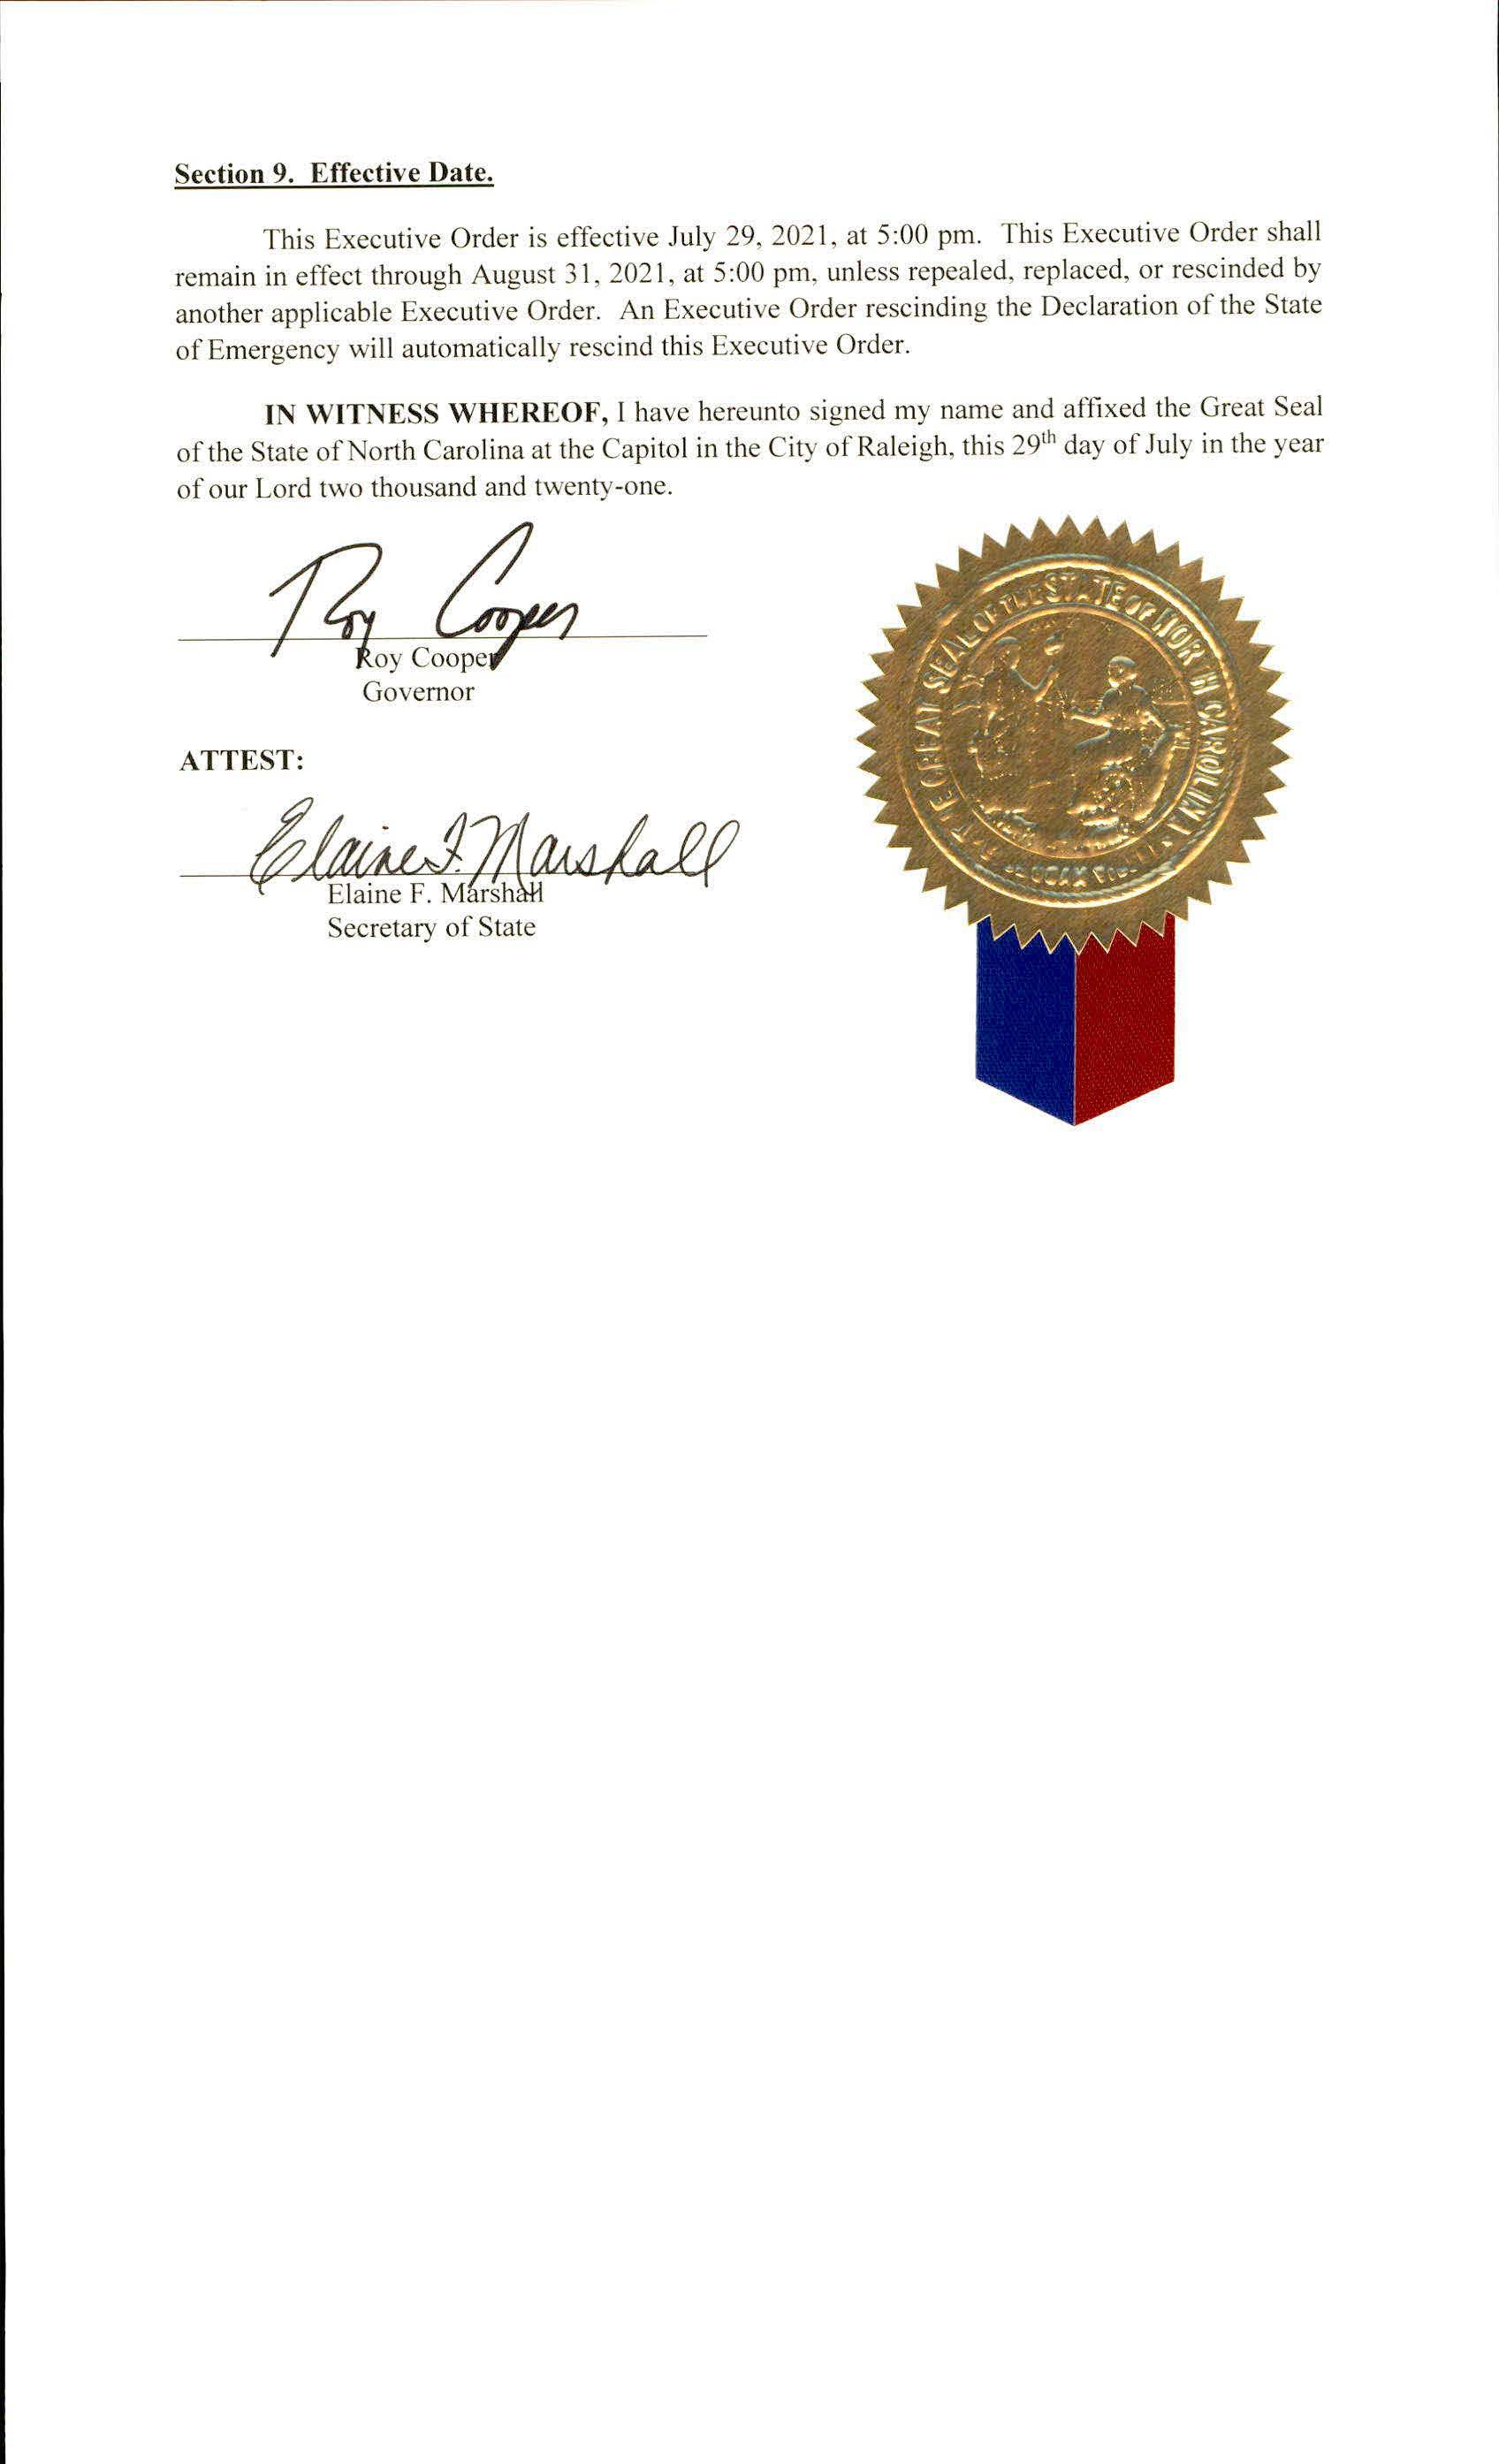 Section 9. Effective Date.
This Executive Order is effective July 29, 2021, at 5:00 pm. This Executive Order shall
remain in effect through August 31, 2021, at 5:00 pm, unless repealed, replaced, or rescinded by
another applicable Executive Order. An Executive Order rescinding the Declaration of the State
of Emergency will automatically rescind this Executive Order.
IN WITNESS WHEREOF, I have hereunto signed my name and affixed the Great Seal
of the State of North Carolina at the Capitol in the City of Raleigh, this 29th day of July in the year
of our Lord two thousand and twenty-one.
Roy Cooper
Roy Cooper
Governor
ATTEST:
Elaine F. Marshall
Elaine F. Marshall
Secretary of State
GREAT SEAL OF THE STATE OF NORTH CAROLINA